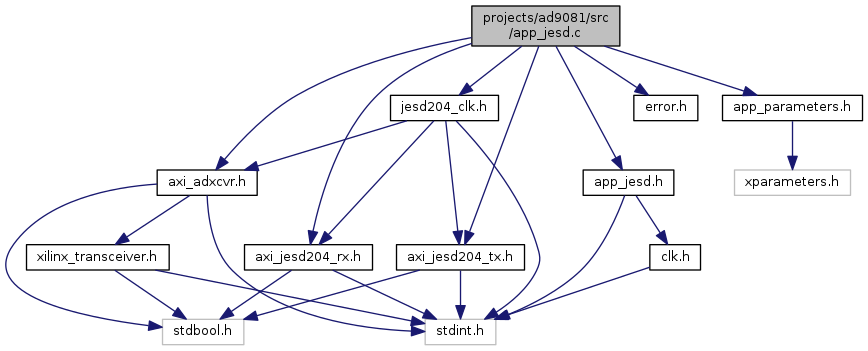 projects/ad9081/src
/app_jesd.c
jesd204_clk.h
error.h
app_parameters.h
axi_adxcvr.h
app_jesd.h
xparameters.h
xilinx_transceiver.h
axi_jesd204_rx.h
axi_jesd204_tx.h
clk.h
stdbool.h
stdint.h